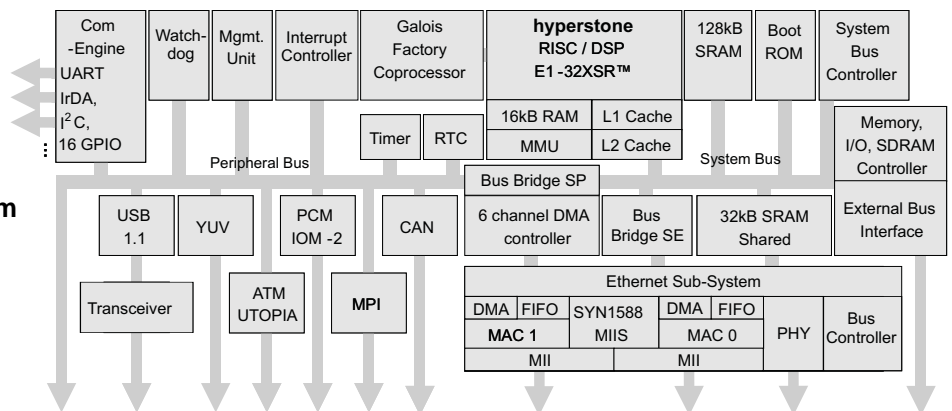 Com
-Engine
UART
IrDA,
I²C,
16 GPIO
...
Watch-
dog
Mgmt.
Unit
Interrupt
Controller
Galois
Factory
Coprocessor
hyperstone
RISC / DSP
E1 -32XSR™
128kB
SRAM
Boot
ROM
System
Bus
Controller
16kB RAM
L1 Cache
MMU
L2 Cache
Timer
RTC
Memory,
I/O, SDRAM
Controller
Peripheral Bus
System Bus
Bus Bridge SP
m
USB
1.1
YUV
PCM
IOM -2
CAN
6 channel DMA
controller
Bus
Bridge SE
32kB SRAM
Shared
External Bus
Interface
Transceiver
ATM
UTOPIA
MPI
Ethernet Sub-System
DMA
FIFO
SYN1588
MIIS
DMA
FIFO
MAC 1
MAC 0
PHY
Bus
Controller
MII
MII